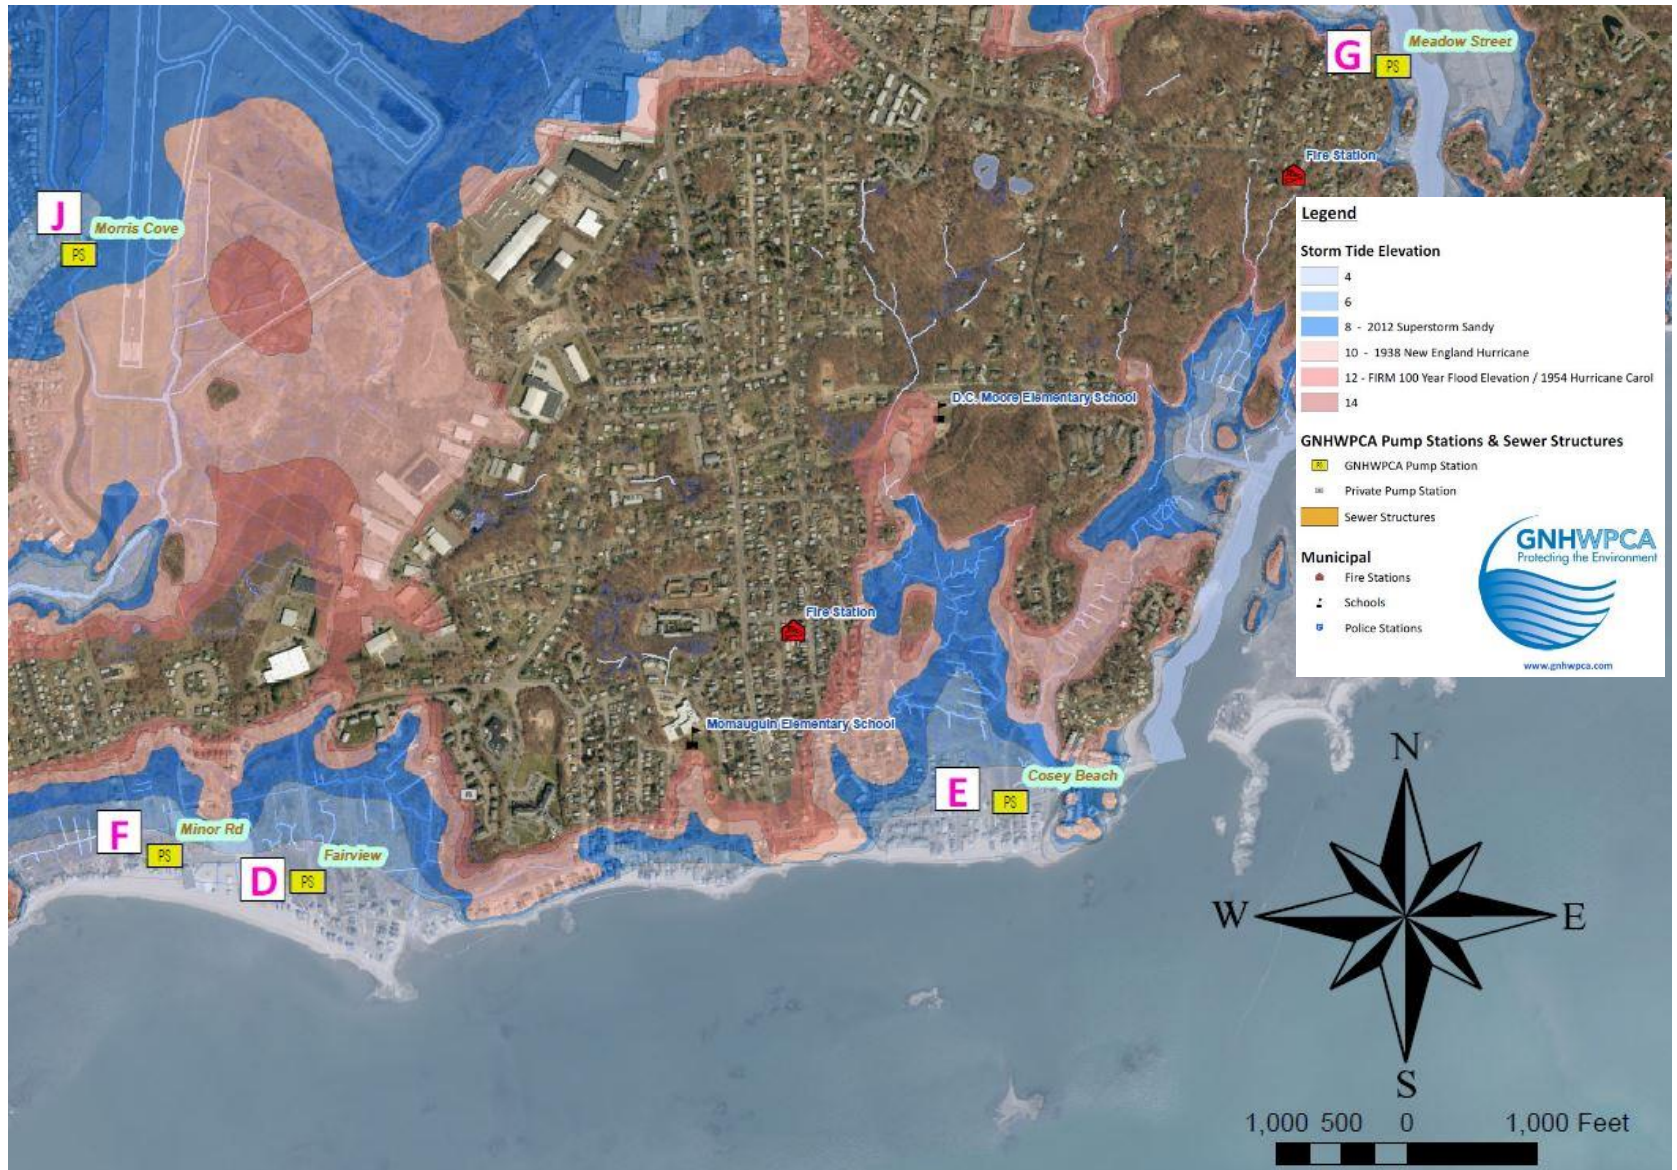 G
Meadow Street
PS
Fire Station
J
Morris Cove
PS
Legend
Storm Tide Elevation
4
6
8 - 2012 Superstorm Sandy
10 - 1938 New England Hurricane
12 - FIRM 100 Year Flood Elevation / 1954 Hurricane Carol
14
GNHWPCA Pump Stations & Sewer Structures
PS GNHWPCA Pump Station
Private Pump Station
Sewer Structures
Municipal
Fire Stations
Schools
Police Stations
GNHWPCA
Protecting the Environment
www.gnhwpca.com
D.C. Moore Elementary School
Fire Station
Momauguin Elementary School
E
Cosey Beach
PS
F
Minor Rd
PS
D
Fairview
PS
N
W
E
S
1,000 500 0 1,000 Feet